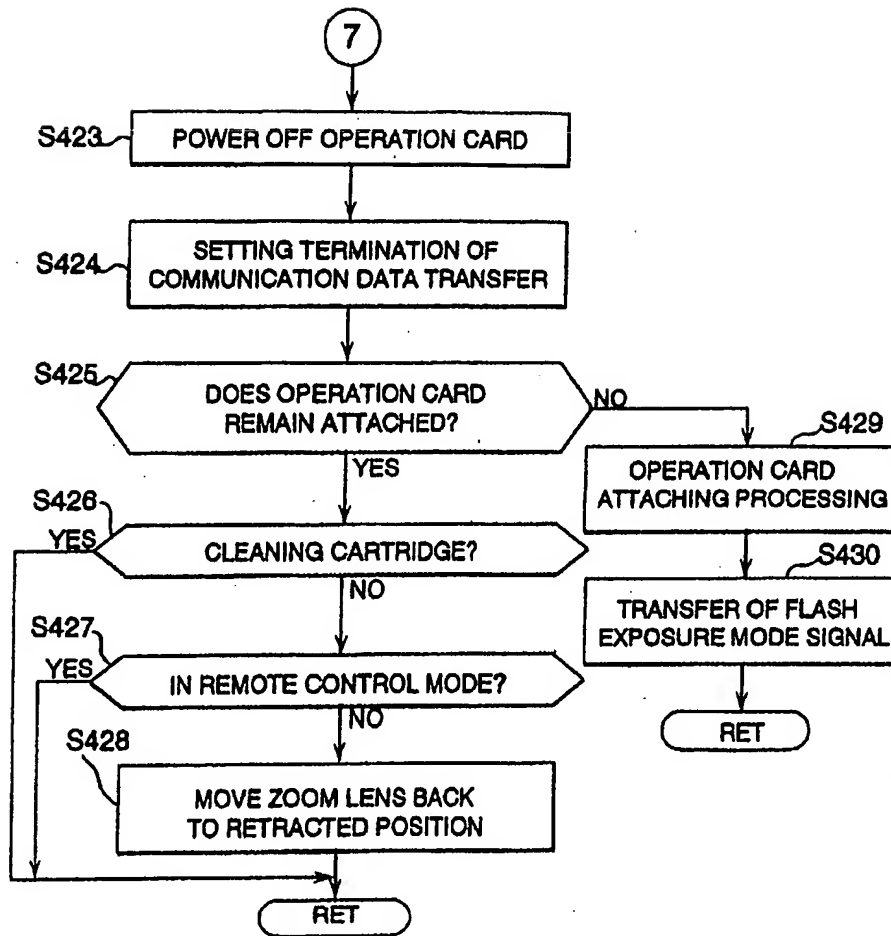 7
S423
POWER OFF OPERATION CARD
S424
SETTING TERMINATION OF
COMMUNICATION DATA TRANSFER
S425
DOES OPERATION CARD
REMAIN ATTACHED?
NO
YES
S429
OPERATION CARD
ATTACHING PROCESSING
S426
YES
CLEANING CARTRIDGE?
NO
S430
TRANSFER OF FLASH
EXPOSURE MODE SIGNAL
RET
S427
YES
IN REMOTE CONTROL MODE?
NO
S428
MOVE ZOOM LENS BACK
TO RETRACTED POSITION
RET